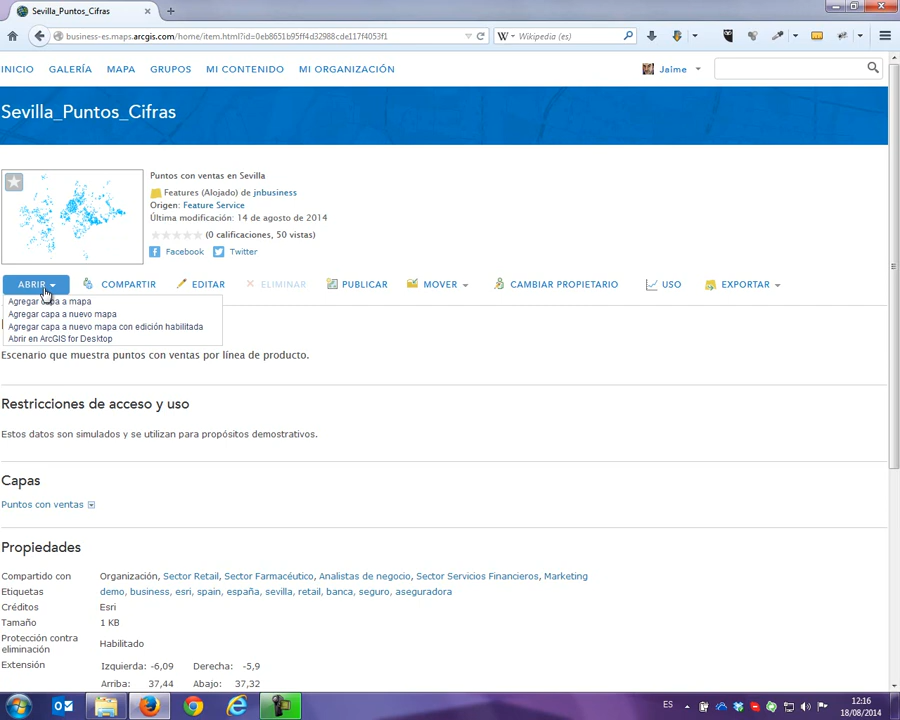 Sevilla_Puntos_Cifras
business-es.maps.arcgis.com/home/item.html?id=0eb8651b95ff4d32988cde117f4053f1
W Wikipedia (es)
INICIO GALERÍA MAPA GRUPOS MI CONTENIDO MI ORGANIZACIÓN Jaime
Sevilla_Puntos_Cifras
Puntos con ventas en Sevilla
Features (Alojado) de jnbusiness
Origen: Feature Service
Última modificación: 14 de agosto de 2014
(0 calificaciones, 50 vistas)
Facebook Twitter
ABRIR COMPARTIR EDITAR ELIMINAR PUBLICAR MOVER CAMBIAR PROPIETARIO USO EXPORTAR
Agregar capa a mapa
Agregar capa a nuevo mapa
Agregar capa a nuevo mapa con edición habilitada
Abrir en ArcGIS for Desktop
Escenario que muestra puntos con ventas por línea de producto.
Restricciones de acceso y uso
Estos datos son simulados y se utilizan para propósitos demostrativos.
Capas
Puntos con ventas
Propiedades
Compartido con Organización, Sector Retail, Sector Farmacéutico, Analistas de negocio, Sector Servicios Financieros, Marketing
Etiquetas demo, business, esri, spain, españa, sevilla, retail, banca, seguro, aseguradora
Créditos Esri
Tamaño 1 KB
Protección contra
eliminación Habilitado
Extensión Izquierda: -6,09 Derecha: -5,9
Arriba: 37,44 Abajo: 37,32
ES 12:16
18/08/2014